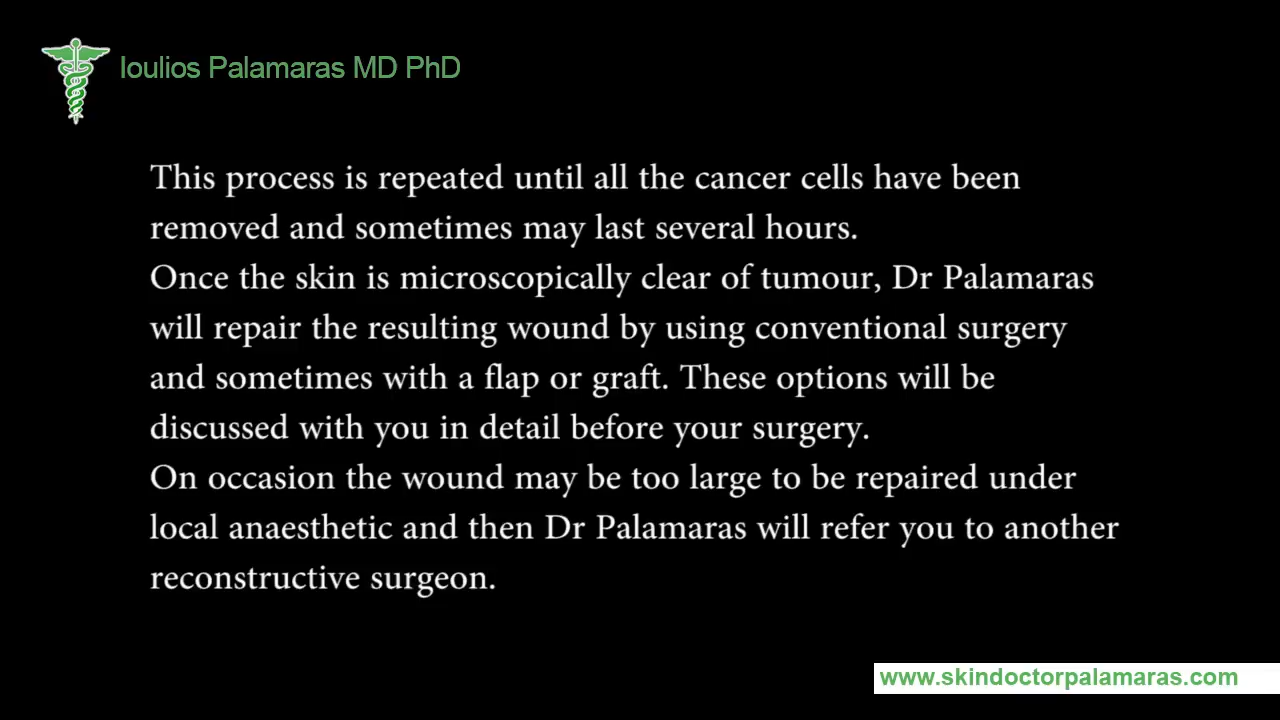 Ioulios Palamaras MD PhD
This process is repeated until all the cancer cells have been
removed and sometimes may last several hours.
Once the skin is microscopically clear of tumour, Dr Palamaras
will repair the resulting wound by using conventional surgery
and sometimes with a flap or graft. These options will be
discussed with you in detail before your surgery.
On occasion the wound may be too large to be repaired under
local anaesthetic and then Dr Palamaras will refer you to another
reconstructive surgeon.
www.skindoctorpalamaras.com